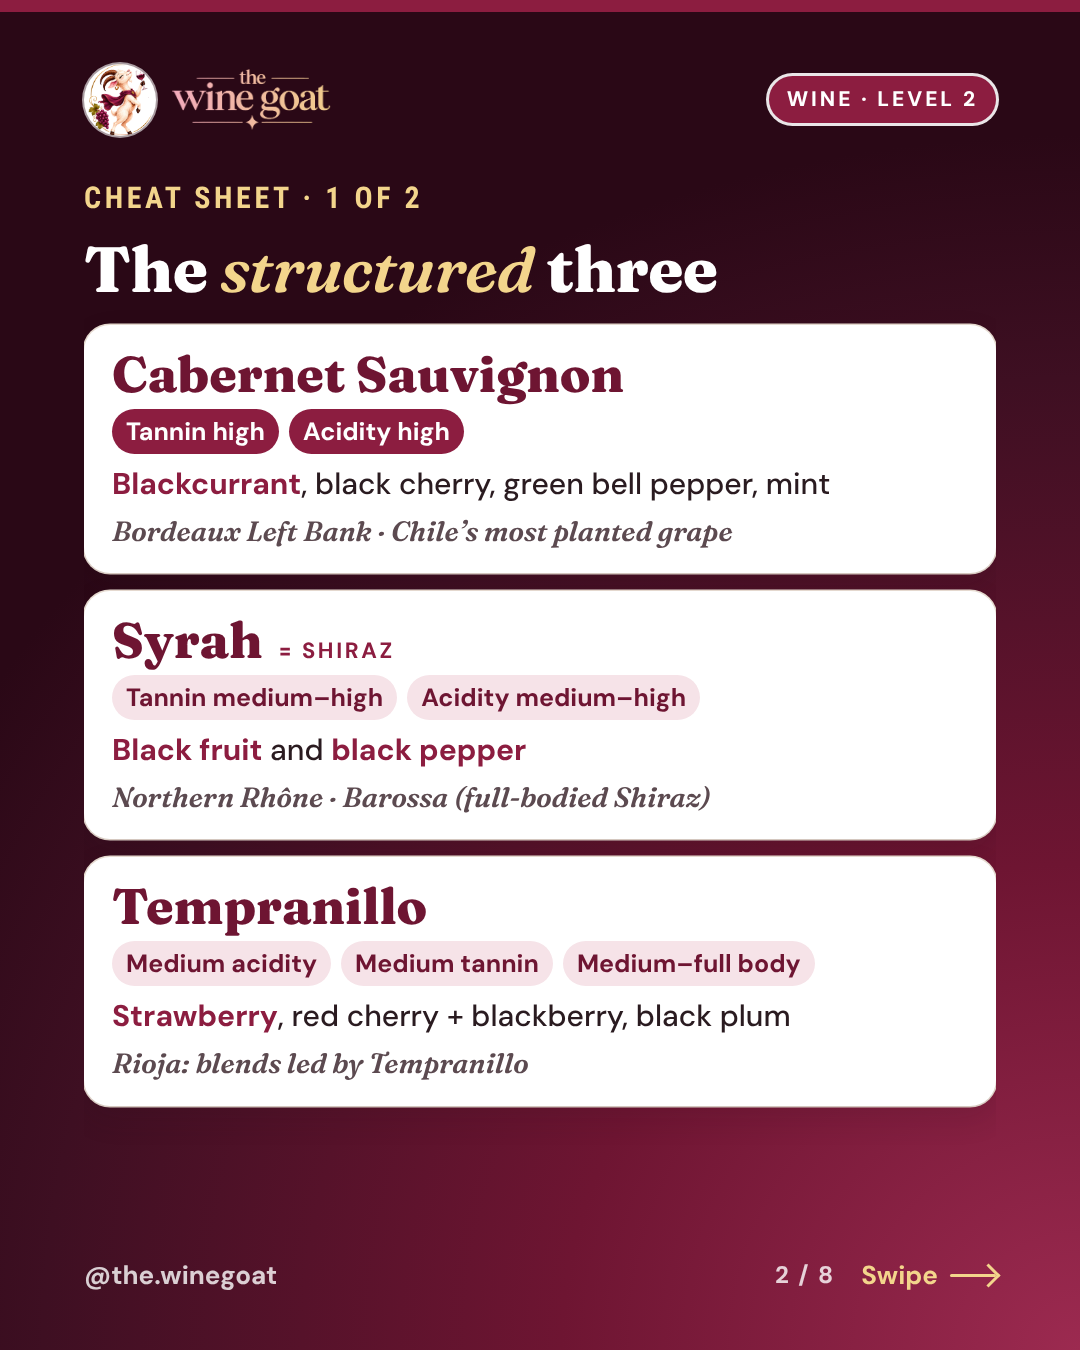 the
wine goat
WINE · LEVEL 2
CHEAT SHEET · 1 OF 2
The structured three
Cabernet Sauvignon
Tannin high Acidity high
Blackcurrant, black cherry, green bell pepper, mint
Bordeaux Left Bank · Chile’s most planted grape
Syrah = SHIRAZ
Tannin medium–high Acidity medium–high
Black fruit and black pepper
Northern Rhône · Barossa (full-bodied Shiraz)
Tempranillo
Medium acidity Medium tannin Medium–full body
Strawberry, red cherry + blackberry, black plum
Rioja: blends led by Tempranillo
@the.winegoat 2 / 8 Swipe